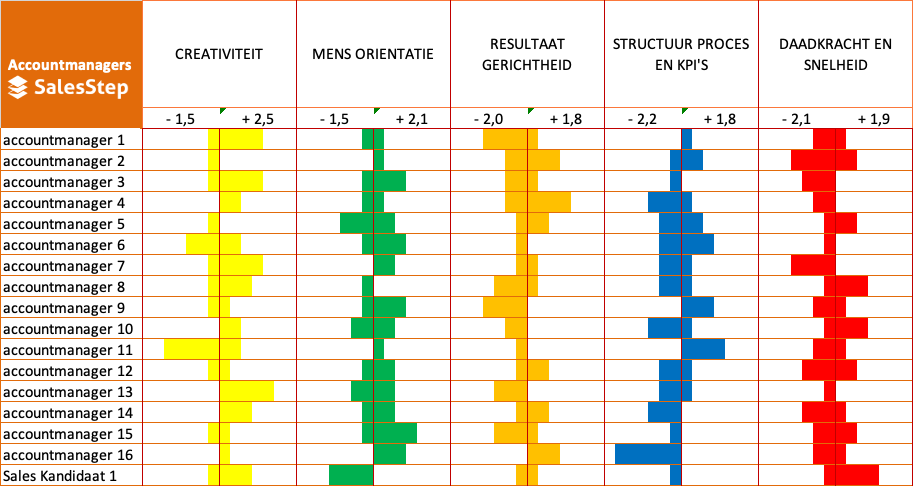 CREATIVITEIT
MENS ORIENTATIE
RESULTAAT
GERICHTHEID
STRUCTUUR PROCES
EN KPI'S
DAADKRACHT EN
SNELHEID
Accountmanagers
SalesStep
- 1,5 + 2,5 - 1,5 + 2,1 - 2,0 + 1,8 - 2,2 + 1,8 - 2,1 + 1,9
accountmanager 1
accountmanager 2
accountmanager 3
accountmanager 4
accountmanager 5
accountmanager 6
accountmanager 7
accountmanager 8
accountmanager 9
accountmanager 10
accountmanager 11
accountmanager 12
accountmanager 13
accountmanager 14
accountmanager 15
accountmanager 16
Sales Kandidaat 1